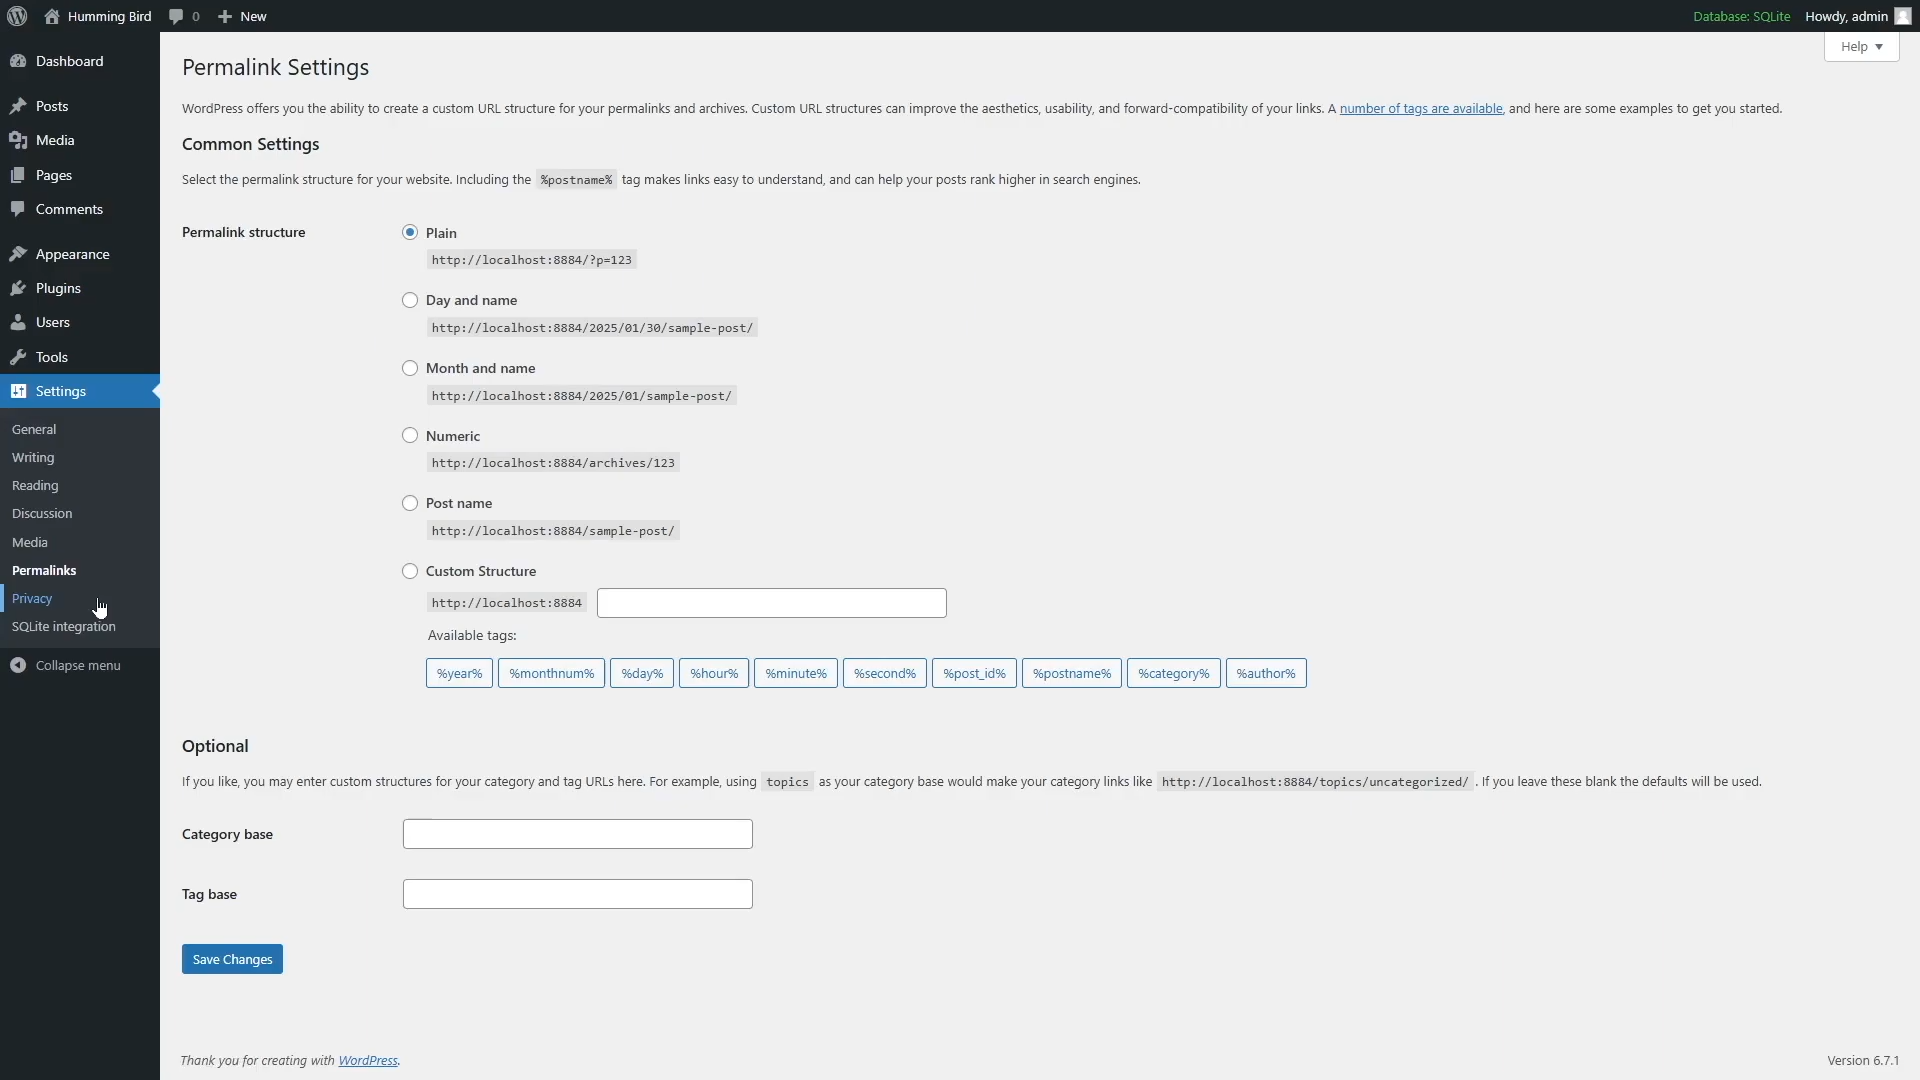 Humming Bird 0 New Database: SQLite Howdy, admin
Help
Dashboard
Posts
Media
Pages
Comments
Appearance
Plugins
Users
Tools
Settings
General
Writing
Reading
Discussion
Media
Permalinks
Privacy
SQLite integration
Collapse menu
Permalink Settings
WordPress offers you the ability to create a custom URL structure for your permalinks and archives. Custom URL structures can improve the aesthetics, usability, and forward-compatibility of your links. A number of tags are available, and here are some examples to get you started.
Common Settings
Select the permalink structure for your website. Including the %postname% tag makes links easy to understand, and can help your posts rank higher in search engines.
Permalink structure
Plain
http://localhost:8884/?p=123
Day and name
http://localhost:8884/2025/01/30/sample-post/
Month and name
http://localhost:8884/2025/01/sample-post/
Numeric
http://localhost:8884/archives/123
Post name
http://localhost:8884/sample-post/
Custom Structure
http://localhost:8884
Available tags:
%year% %monthnum% %day% %hour% %minute% %second% %post_id% %postname% %category% %author%
Optional
If you like, you may enter custom structures for your category and tag URLs here. For example, using topics as your category base would make your category links like http://localhost:8884/topics/uncategorized/ . If you leave these blank the defaults will be used.
Category base
Tag base
Save Changes
Thank you for creating with WordPress.
Version 6.7.1